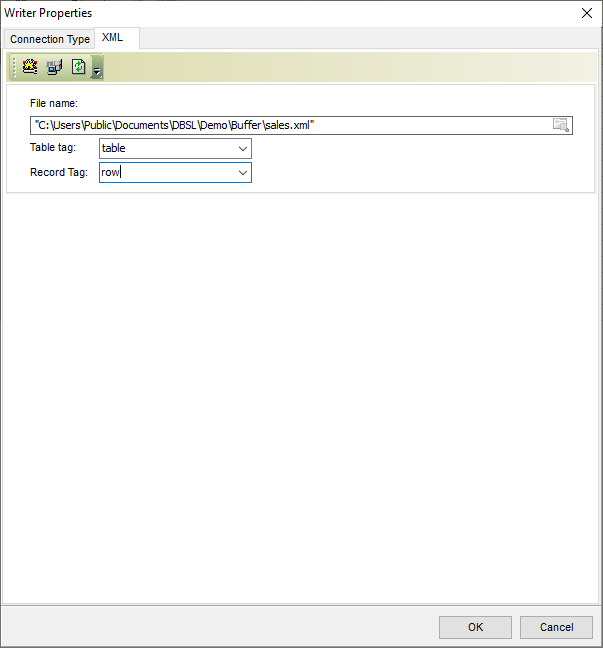 Writer Properties
Connection Type XML
File name:
"C:\Users\Public\Documents\DBSL\Demo\Buffer\sales.xml"
Table tag: table
Record Tag: row
OK Cancel